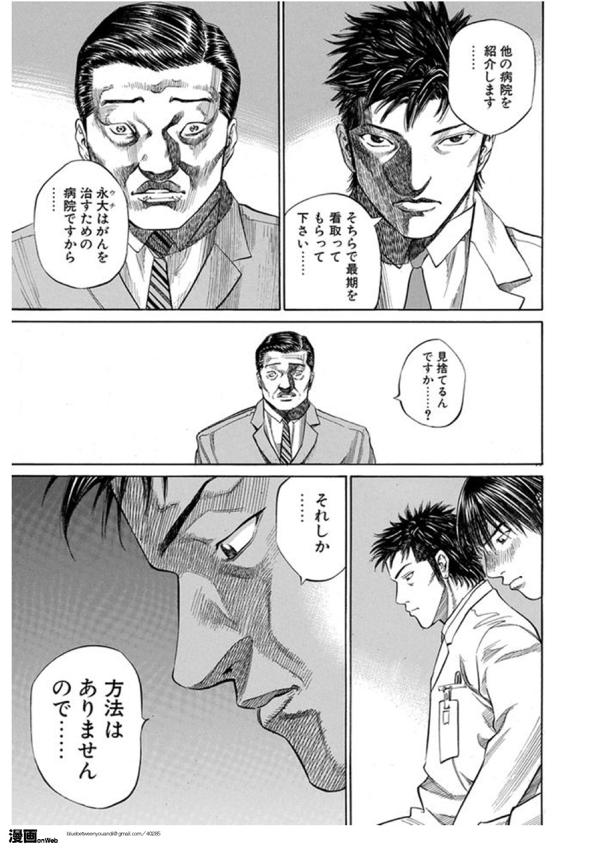 他の病院を
紹介します
……
そちらで最期を
看取って
もらって
下さい……
永大はがんを
ウチ
治すための
病院ですから
……
見捨てるん
ですか……?
それしか
……
方法は
ありません
ので……
漫画onWeb
bluebetweenyouandi@gmail.com/40285